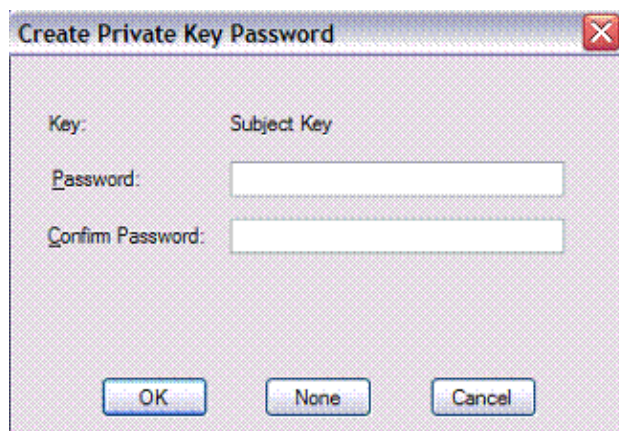 Create Private Key Password
Key: Subject Key
Password:
Confirm Password:
OK None Cancel